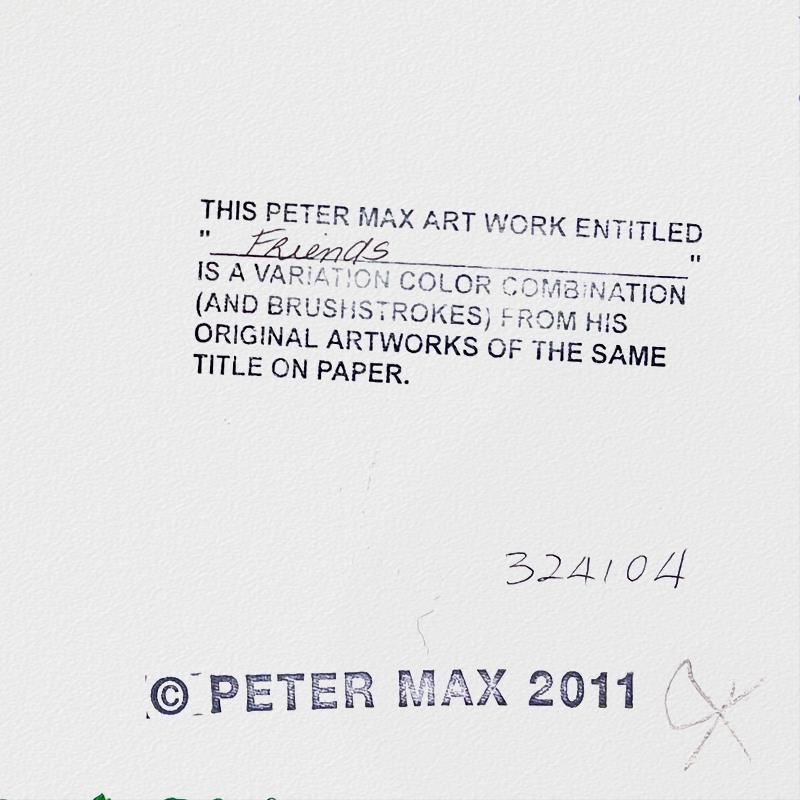 THIS PETER MAX ART WORK ENTITLED
" Friends "
IS A VARIATION COLOR COMBINATION
(AND BRUSHSTROKES) FROM HIS
ORIGINAL ARTWORKS OF THE SAME
TITLE ON PAPER.
324104
© PETER MAX 2011